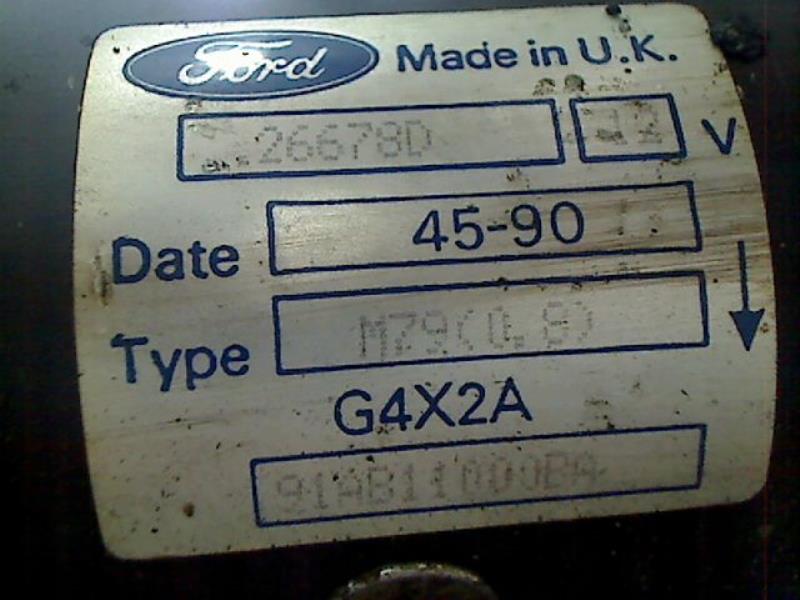 Ford Made in U.K.
26678D 12 V
Date 45-90
Type M79(0.8)
G4X2A
91AB11000BA